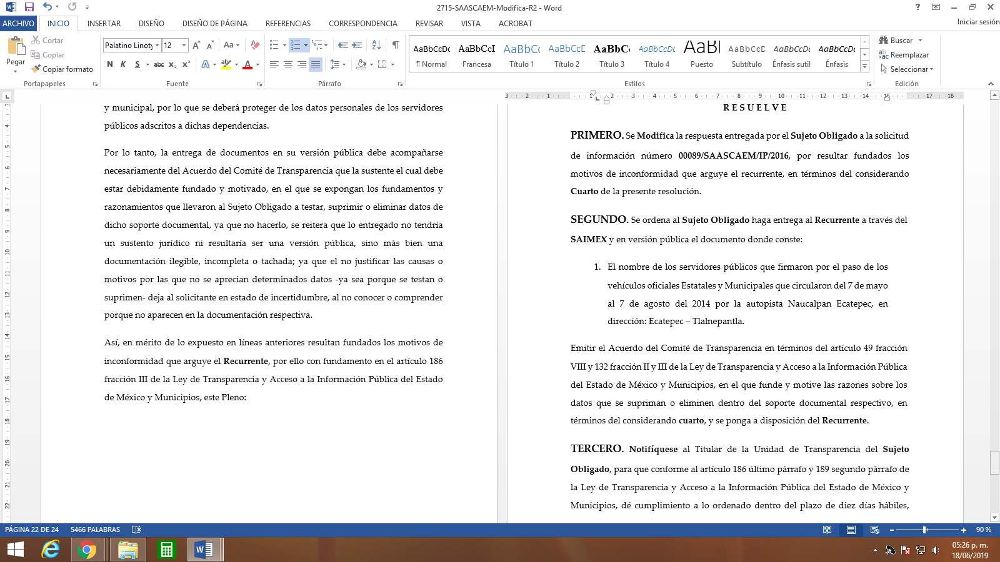 2715-SAASCAEM-Modifica-R2 - Word
ARCHIVO INICIO INSERTAR DISEÑO DISEÑO DE PÁGINA REFERENCIAS CORRESPONDENCIA REVISAR VISTA ACROBAT Iniciar sesión
Pegar
Cortar
Copiar
Copiar formato
Portapapeles
Palatino Linoty 12
N K S abc x₂ x²
Fuente
Párrafo
AaBbCcDc AaBbCcI AaBbCc AaBbCcD AaBbC AaBbCcDc AaBl AaBbCcD AaBbCcDc AaBbCcDc
¶ Normal Francesa Título 1 Título 2 Título 3 Título 4 Puesto Subtítulo Énfasis sutil Énfasis
Estilos
Buscar
Reemplazar
Seleccionar
Edición
3 2 1 1 2 3 4 5 6 7 8 9 10 11 12 13 14 15 17 18
y municipal, por lo que se deberá proteger de los datos personales de los servidores
públicos adscritos a dichas dependencias.
Por lo tanto, la entrega de documentos en su versión pública debe acompañarse
necesariamente del Acuerdo del Comité de Transparencia que la sustente el cual debe
estar debidamente fundado y motivado, en el que se expongan los fundamentos y
razonamientos que llevaron al Sujeto Obligado a testar, suprimir o eliminar datos de
dicho soporte documental, ya que no hacerlo, se reitera que lo entregado no tendría
un sustento jurídico ni resultaría ser una versión pública, sino más bien una
documentación ilegible, incompleta o tachada; ya que el no justificar las causas o
motivos por las que no se aprecian determinados datos -ya sea porque se testan o
suprimen- deja al solicitante en estado de incertidumbre, al no conocer o comprender
porque no aparecen en la documentación respectiva.
Así, en mérito de lo expuesto en líneas anteriores resultan fundados los motivos de
inconformidad que arguye el Recurrente, por ello con fundamento en el artículo 186
fracción III de la Ley de Transparencia y Acceso a la Información Pública del Estado
de México y Municipios, este Pleno:
R E S U E L V E
PRIMERO. Se Modifica la respuesta entregada por el Sujeto Obligado a la solicitud
de información número 00089/SAASCAEM/IP/2016, por resultar fundados los
motivos de inconformidad que arguye el recurrente, en términos del considerando
Cuarto de la presente resolución.
SEGUNDO. Se ordena al Sujeto Obligado haga entrega al Recurrente a través del
SAIMEX y en versión pública el documento donde conste:
1. El nombre de los servidores públicos que firmaron por el paso de los
vehículos oficiales Estatales y Municipales que circularon del 7 de mayo
al 7 de agosto del 2014 por la autopista Naucalpan Ecatepec, en
dirección: Ecatepec – Tlalnepantla.
Emitir el Acuerdo del Comité de Transparencia en términos del artículo 49 fracción
VIII y 132 fracción II y III de la Ley de Transparencia y Acceso a la Información Pública
del Estado de México y Municipios, en el que funde y motive las razones sobre los
datos que se supriman o eliminen dentro del soporte documental respectivo, en
términos del considerando cuarto, y se ponga a disposición del Recurrente.
TERCERO. Notifíquese al Titular de la Unidad de Transparencia del Sujeto
Obligado, para que conforme al artículo 186 último párrafo y 189 segundo párrafo de
la Ley de Transparencia y Acceso a la Información Pública del Estado de México y
Municipios, dé cumplimiento a lo ordenado dentro del plazo de diez días hábiles,
PÁGINA 22 DE 24 5466 PALABRAS 90 %
05:26 p. m.
18/06/2019